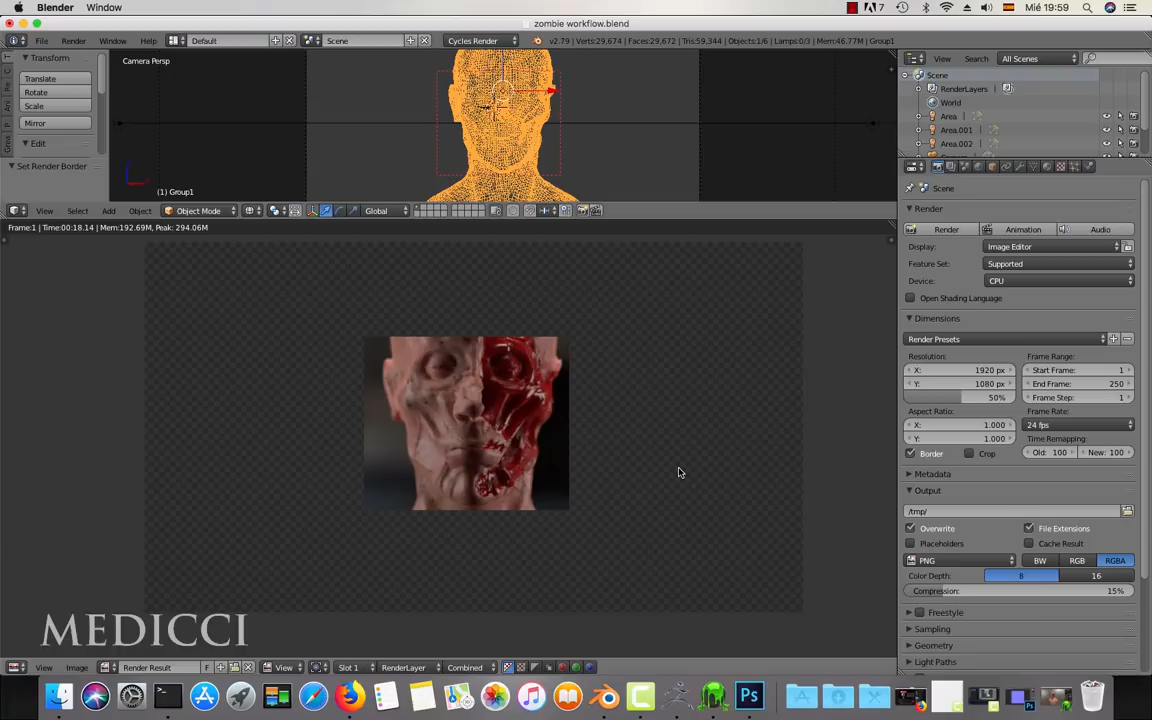 Blender Window
7 Mié 19:59
zombie workflow.blend
File Render Window Help Default Scene Cycles Render v2.79 | Verts:29,674 | Faces:29,672 | Tris:59,344 | Objects:1/6 | Lamps:0/3 | Mem:46.77M | Group1
View Search All Scenes
Transform
Translate
Rotate
Scale
Mirror
Edit
Set Render Border
Camera Persp
(1) Group1
Scene
RenderLayers
World
Area
Area.001
Area.002
View Select Add Object Object Mode Global
Frame:1 | Time:00:18.14 | Mem:192.69M, Peak: 294.06M
Scene
Render
Render Animation Audio
Display: Image Editor
Feature Set: Supported
Device: CPU
Open Shading Language
Dimensions
Render Presets
Resolution: Frame Range:
X: 1920 px Start Frame: 1
Y: 1080 px End Frame: 250
50% Frame Step: 1
Aspect Ratio: Frame Rate:
X: 1.000 24 fps
Y: 1.000 Time Remapping:
Border Crop Old: 100 New: 100
Metadata
Output
/tmp/
Overwrite File Extensions
Placeholders Cache Result
PNG BW RGB RGBA
Color Depth: 8 16
Compression: 15%
Freestyle
Sampling
Geometry
Light Paths
MEDICCI
View Image Render Result F View Slot 1 RenderLayer Combined
Ps